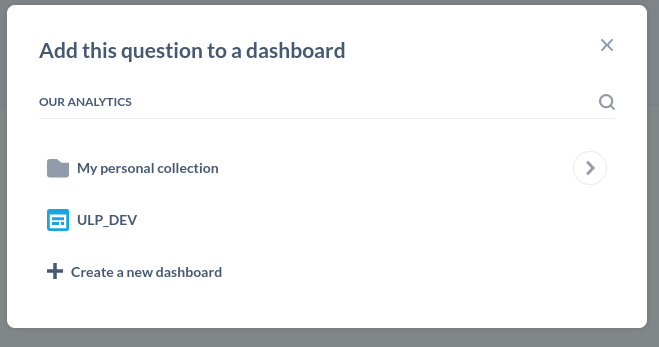 Add this question to a dashboard
OUR ANALYTICS
My personal collection
ULP_DEV
Create a new dashboard